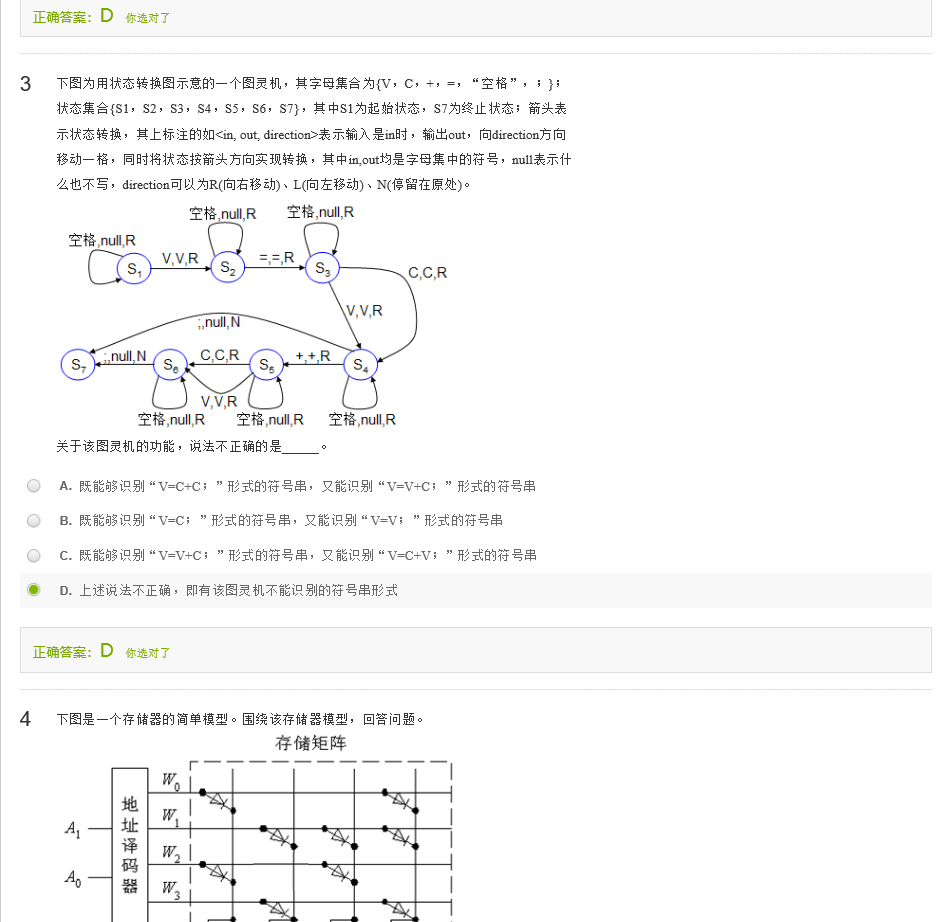 正确答案：D 你选对了
3 下图为用状态转换图示意的一个图灵机，其字母集合为{V，C，+，=，“空格”，；}；
状态集合{S1，S2，S3，S4，S5，S6，S7}，其中S1为起始状态，S7为终止状态；箭头表
示状态转换，其上标注的如<in, out, direction>表示输入是in时，输出out，向direction方向
移动一格，同时将状态按箭头方向实现转换，其中in,out均是字母集中的符号，null表示什
么也不写，direction可以为R(向右移动)、L(向左移动)、N(停留在原处)。
空格,null,R 空格,null,R
空格,null,R
V,V,R =,=,R
S1 S2 S3 C,C,R
V,V,R
;,null,N
;,null,N C,C,R +,+,R
S7 S6 S5 S4
V,V,R
空格,null,R 空格,null,R 空格,null,R
关于该图灵机的功能，说法不正确的是_____。
A. 既能够识别“V=C+C；”形式的符号串，又能识别“V=V+C；”形式的符号串
B. 既能够识别“V=C；”形式的符号串，又能识别“V=V；”形式的符号串
C. 既能够识别“V=V+C；”形式的符号串，又能识别“V=C+V；”形式的符号串
D. 上述说法不正确，即有该图灵机不能识别的符号串形式
正确答案：D 你选对了
4 下图是一个存储器的简单模型。围绕该存储器模型，回答问题。
存储矩阵
W0
地址译码器
W1
A1
W2
A0
W3